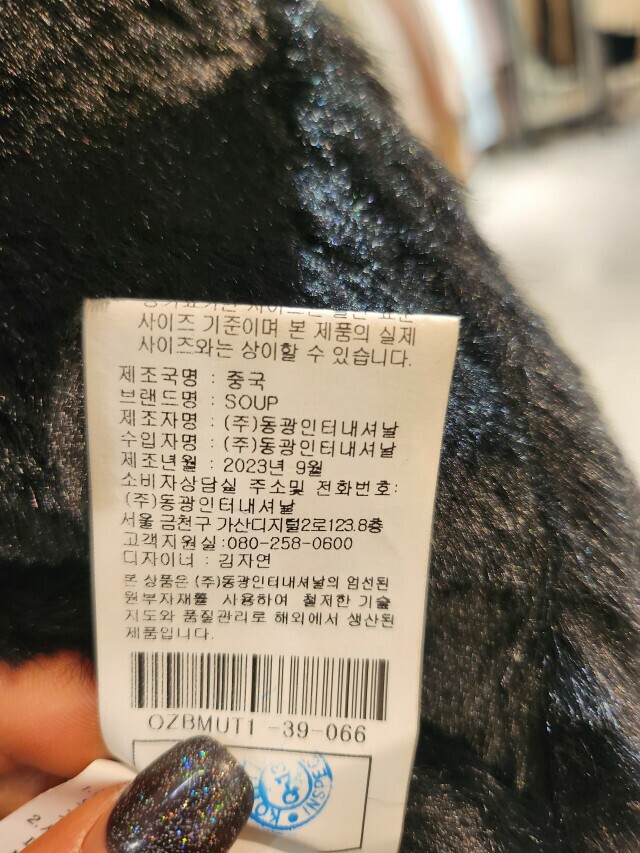 사이즈 기준이며 본 제품의 실제
사이즈와는 상이할 수 있습니다.
제조국명 : 중국
브랜드명 : SOUP
제조자명 : (주)동광인터내셔날
수입자명 : (주)동광인터내셔날
제조년월 : 2023년 9월
소비자상담실 주소및 전화번호:
(주)동광인터내셔날
서울 금천구 가산디지털2로123.8층
고객지원실:080-258-0600
디자이너 : 김자연
본 상품은 (주)동광인터내셔날의 엄선된
원부자재를 사용하여 철저한 기술
지도와 품질관리로 해외에서 생산된
제품입니다.
OZBMUT1 -39-066